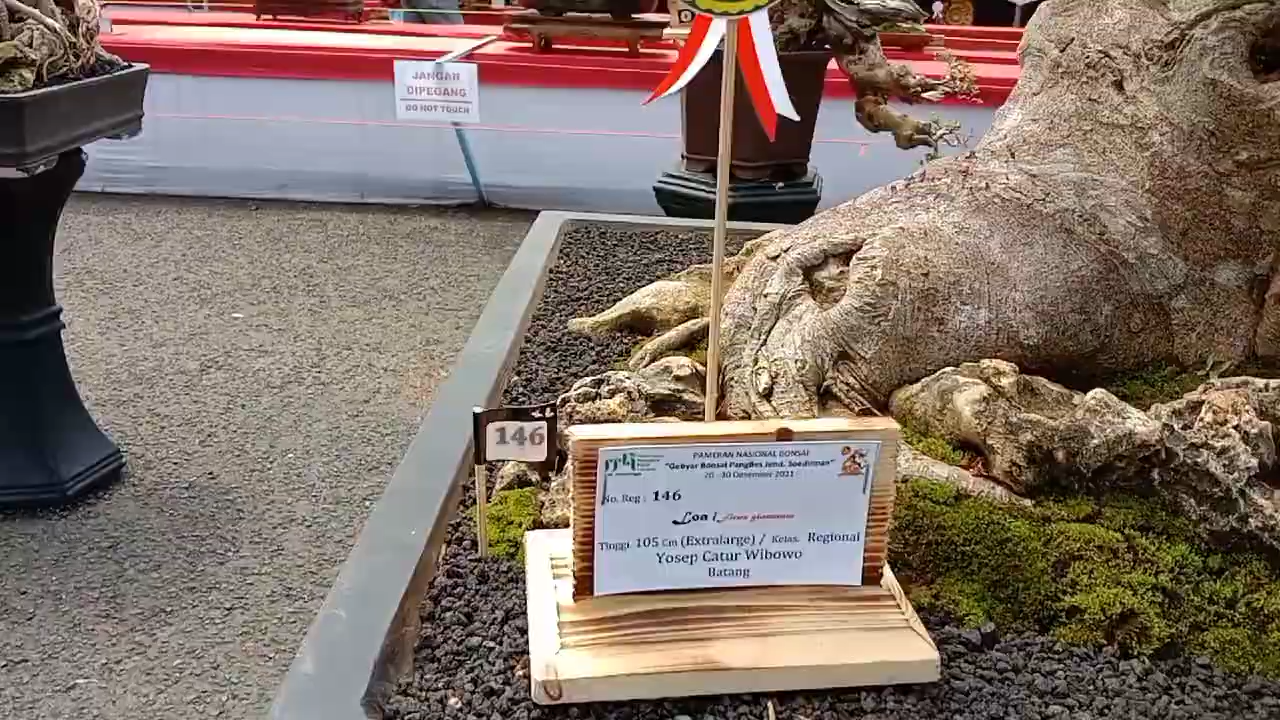 JANGAN
DIPEGANG
DO NOT TOUCH
146
PAMERAN NASIONAL BONSAI
"Gebyar Bonsai PangBes Jend. Soedirman"
20 - 30 Desember 2021
No. Reg : 146
Loa /
Tinggi. 105 Cm (Extralarge) / Kelas. Regional
Yosep Catur Wibowo
Batang